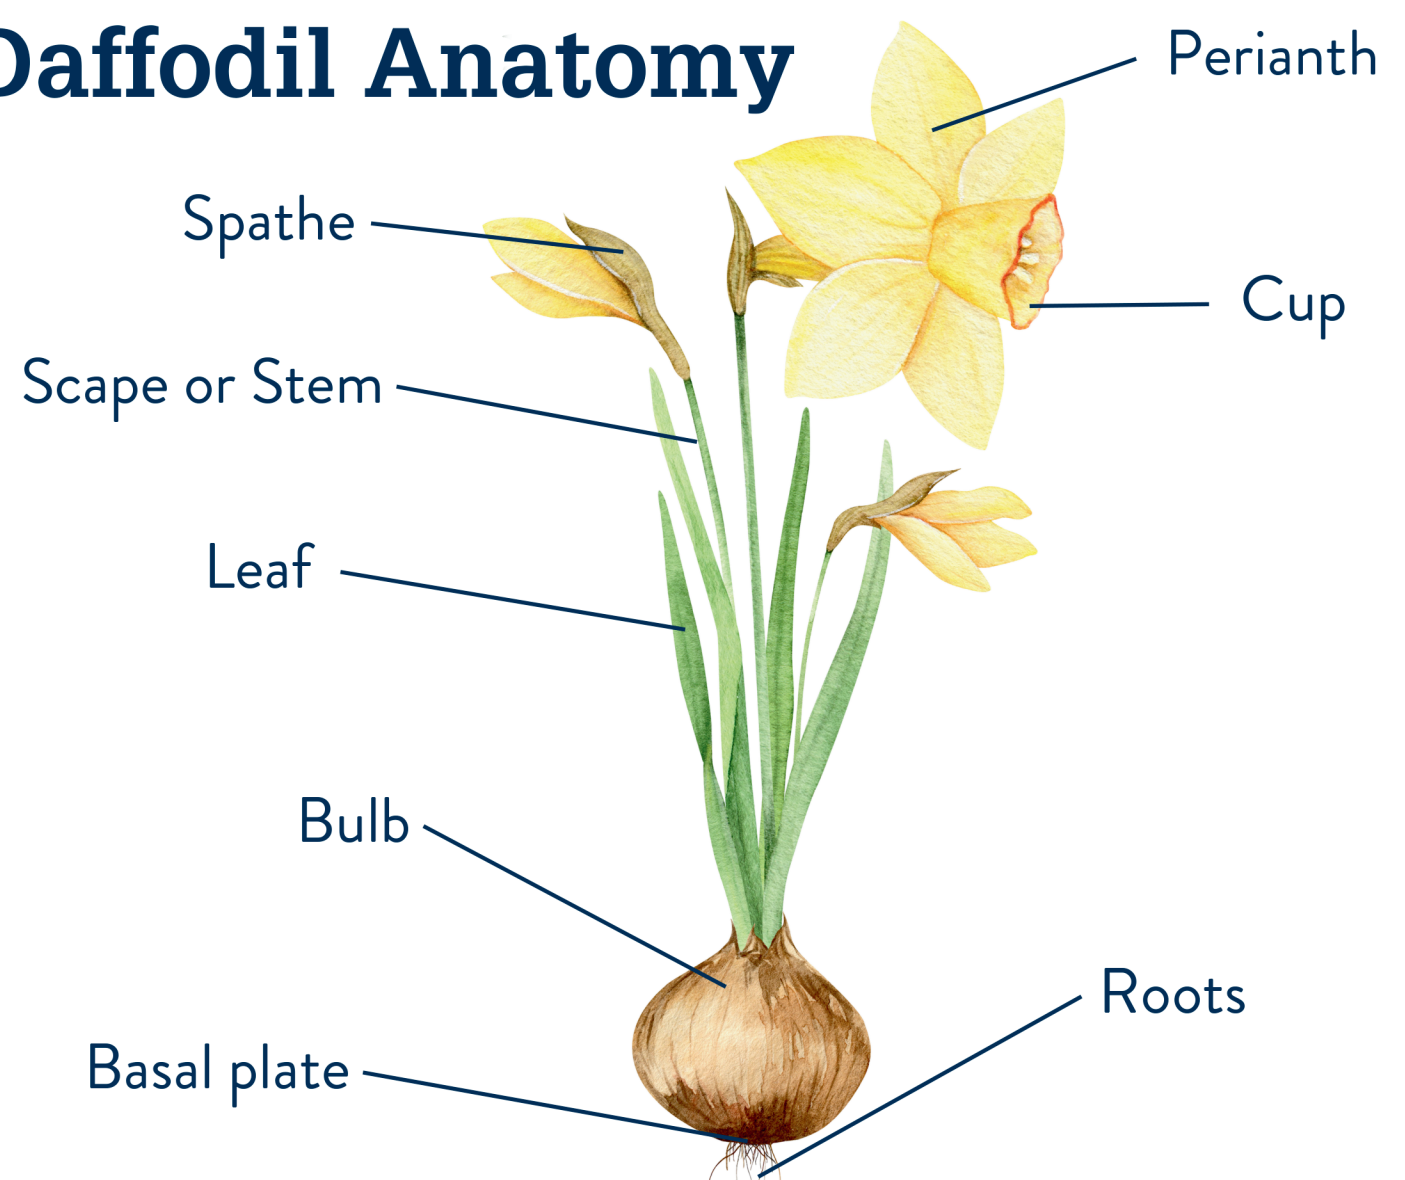 Daffodil Anatomy
Perianth
Spathe
Cup
Scape or Stem
Leaf
Bulb
Roots
Basal plate